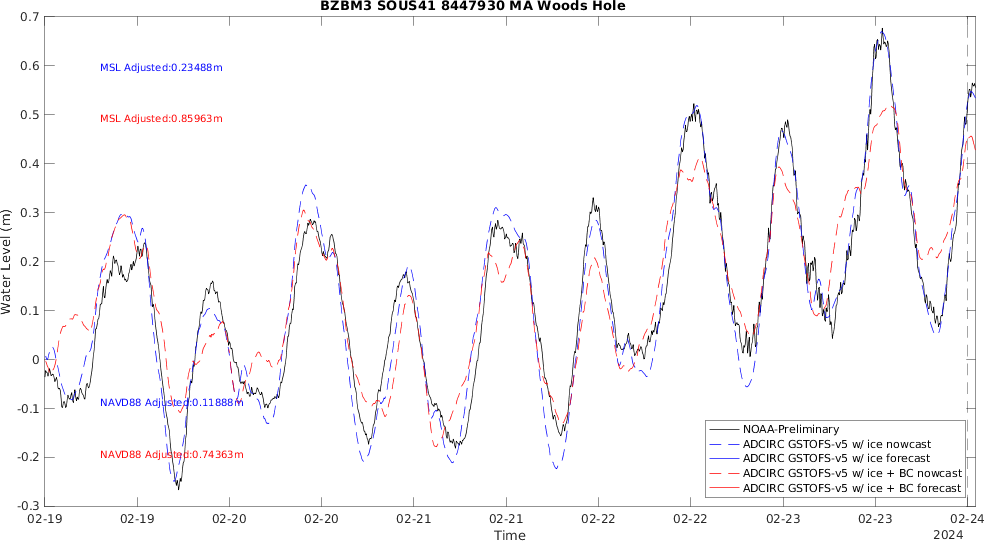 BZBM3 SOUS41 8447930 MA Woods Hole
0.7
0.6
0.5
0.4
0.3
0.2
0.1
0
-0.1
-0.2
-0.3
Water Level (m)
MSL Adjusted:0.23488m
MSL Adjusted:0.85963m
NAVD88 Adjusted:0.11888m
NAVD88 Adjusted:0.74363m
NOAA-Preliminary
ADCIRC GSTOFS-v5 w/ ice nowcast
ADCIRC GSTOFS-v5 w/ ice forecast
ADCIRC GSTOFS-v5 w/ ice + BC nowcast
ADCIRC GSTOFS-v5 w/ ice + BC forecast
02-19 02-19 02-20 02-20 02-21 02-21 02-22 02-22 02-23 02-23 02-24
Time
2024